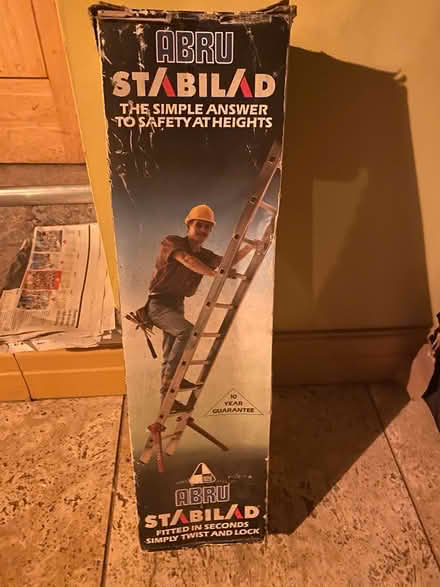 ABRU
STABILAD
THE SIMPLE ANSWER
TO SAFETY AT HEIGHTS
10
YEAR
GUARANTEE
ABRU
STABILAD
FITTED IN SECONDS
SIMPLY TWIST AND LOCK